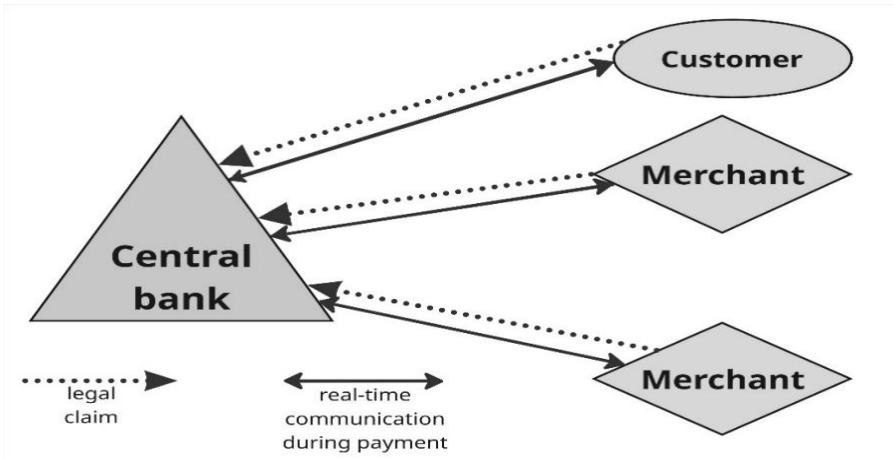 Customer
Merchant
Central
bank
Merchant
legal
claim
real-time
communication
during payment